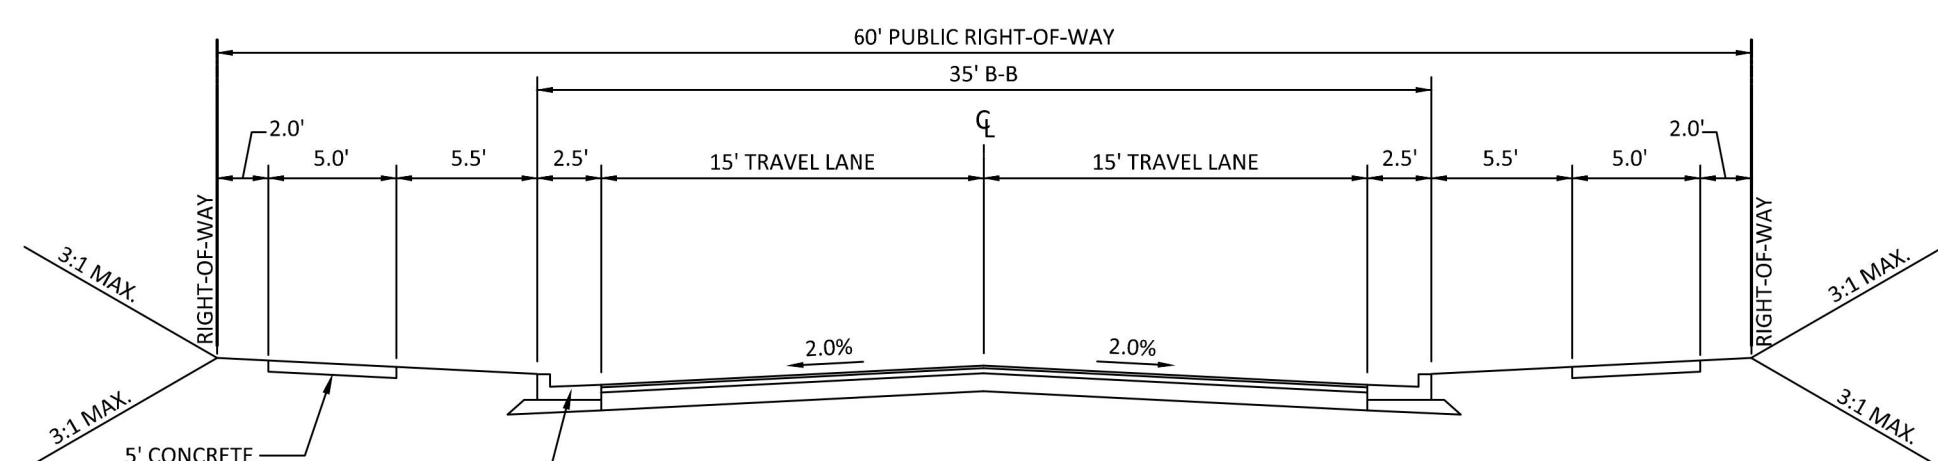 60' PUBLIC RIGHT-OF-WAY
35' B-B
℄
2.0'
2.0'
5.0'
5.5'
2.5'
15' TRAVEL LANE
15' TRAVEL LANE
2.5'
5.5'
5.0'
RIGHT-OF-WAY
RIGHT-OF-WAY
3:1 MAX.
3:1 MAX.
2.0%
2.0%
3:1 MAX.
3:1 MAX.
5' CONCRETE